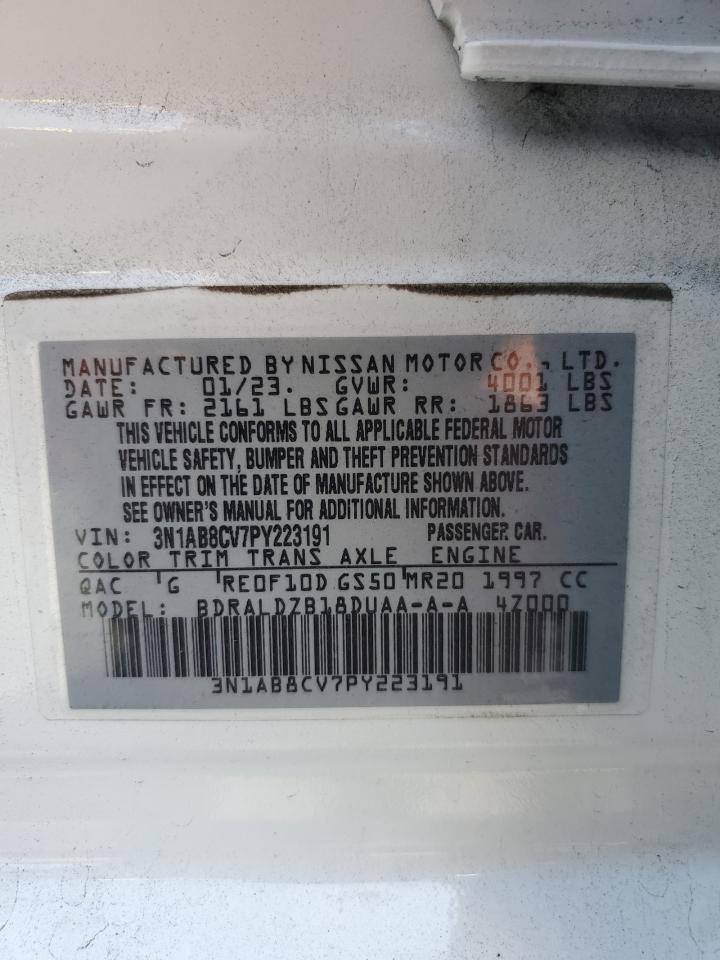 MANUFACTURED BY NISSAN MOTOR CO., LTD.
DATE: 01/23. GVWR: 4001 LBS
GAWR FR: 2161 LBS GAWR RR: 1863 LBS
THIS VEHICLE CONFORMS TO ALL APPLICABLE FEDERAL MOTOR
VEHICLE SAFETY, BUMPER AND THEFT PREVENTION STANDARDS
IN EFFECT ON THE DATE OF MANUFACTURE SHOWN ABOVE.
SEE OWNER'S MANUAL FOR ADDITIONAL INFORMATION.
VIN: 3N1AB8CV7PY223191 PASSENGER CAR.
COLOR TRIM TRANS AXLE ENGINE
QAC G RE0F10D GS50 MR20 1997 CC
MODEL: BDRALDZB18DUAA-A-A 4Z000
3N1AB8CV7PY223191